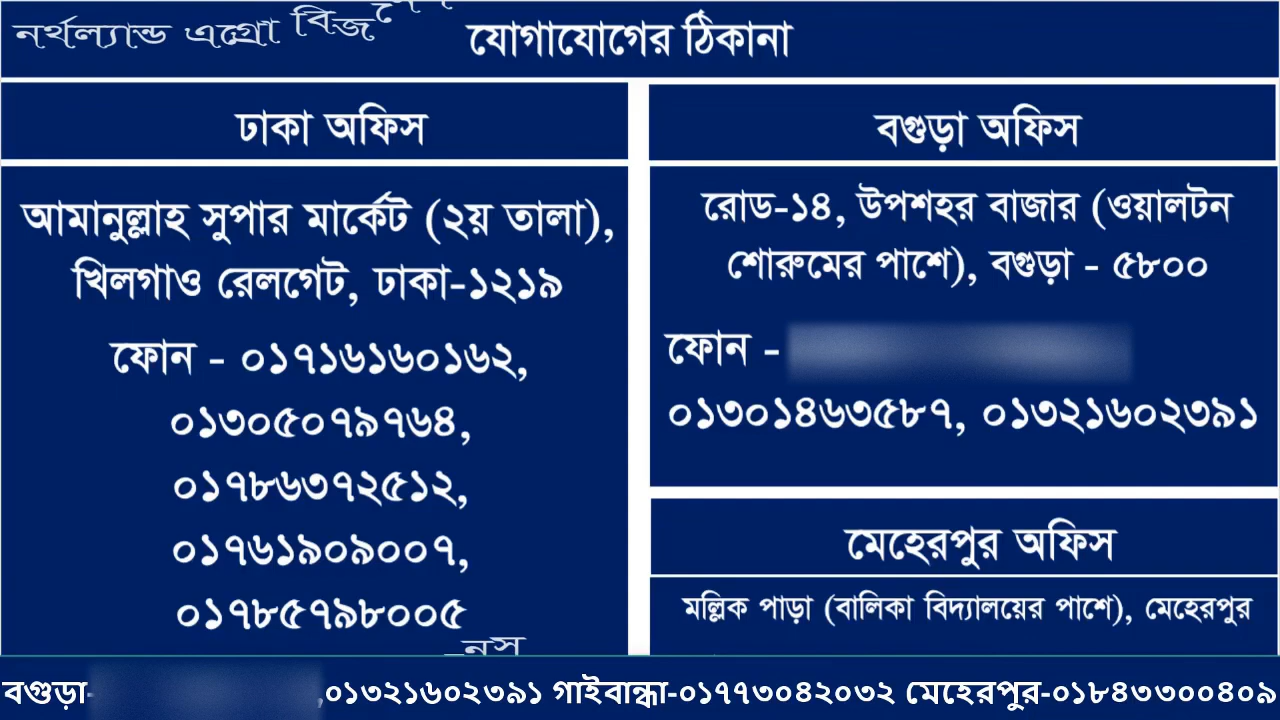 নর্থল্যান্ড এগ্রো
যোগাযোগের ঠিকানা
ঢাকা অফিস
আমানুল্লাহ সুপার মার্কেট (২য় তালা),
খিলগাও রেলগেট, ঢাকা-১২১৯
ফোন - ০১৭১৬১৬০১৬২,
০১৩০৫০৭৯৭৬৪,
০১৭৮৬৩৭২৫১২,
০১৭৬১৯০৯০০৭,
০১৭৮৫৭৯৮০০৫
বগুড়া অফিস
রোড-১৪, উপশহর বাজার (ওয়ালটন
শোরুমের পাশে), বগুড়া - ৫৮০০
ফোন -
০১৩০১৪৬৩৫৮৭, ০১৩২১৬০২৩৯১
মেহেরপুর অফিস
মল্লিক পাড়া (বালিকা বিদ্যালয়ের পাশে), মেহেরপুর
বগুড়া- ,০১৩২১৬০২৩৯১ গাইবান্ধা-০১৭৭৩০৪২০৩২ মেহেরপুর-০১৮৪৩৩০০৪০৯